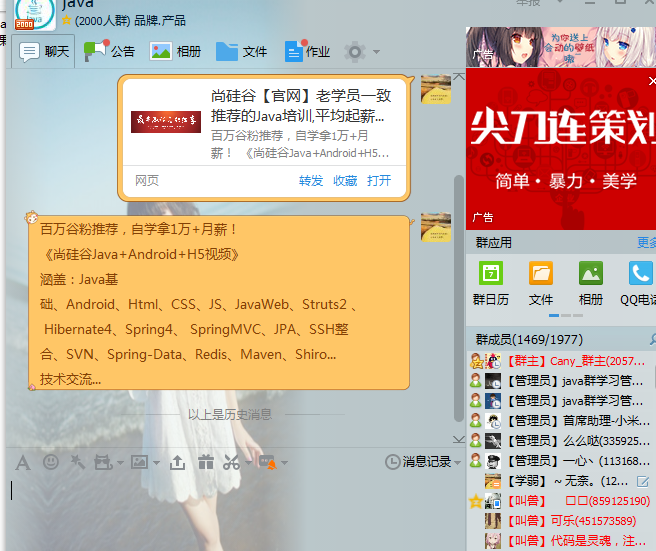 java
举报
2000
(2000人群) 品牌.产品
聊天
公告
相册
文件
作业
尚硅谷【官网】老学员一致
推荐的Java培训,平均起薪...
百万谷粉推荐，自学拿1万+月
薪！ 《尚硅谷Java+Android+H5...
网页
转发 收藏 打开
百万谷粉推荐，自学拿1万+月薪！
《尚硅谷Java+Android+H5视频》
涵盖：Java基
础、Android、Html、CSS、JS、JavaWeb、Struts2 、
Hibernate4、Spring4、 SpringMVC、JPA、SSH整
合、SVN、Spring-Data、Redis、Maven、Shiro...
技术交流...
以上是历史消息
消息记录
为你送上
会动的壁纸
广告
尖刀连策划
简单·暴力·美学
广告
群应用
更多
7
群日历
文件
相册
QQ电话
群成员(1469/1977)
【群主】Cany_群主(2057...
【管理员】java群学习管...
【管理员】java群学习管...
【管理员】首席助理-小米...
【管理员】么么哒(335925...
【管理员】一心丶(113168...
【学弱】 ~ 无奈。(12...
【叫兽】 □□(859125190)
【叫兽】可乐(451573589)
【叫兽】代码是灵魂，注...